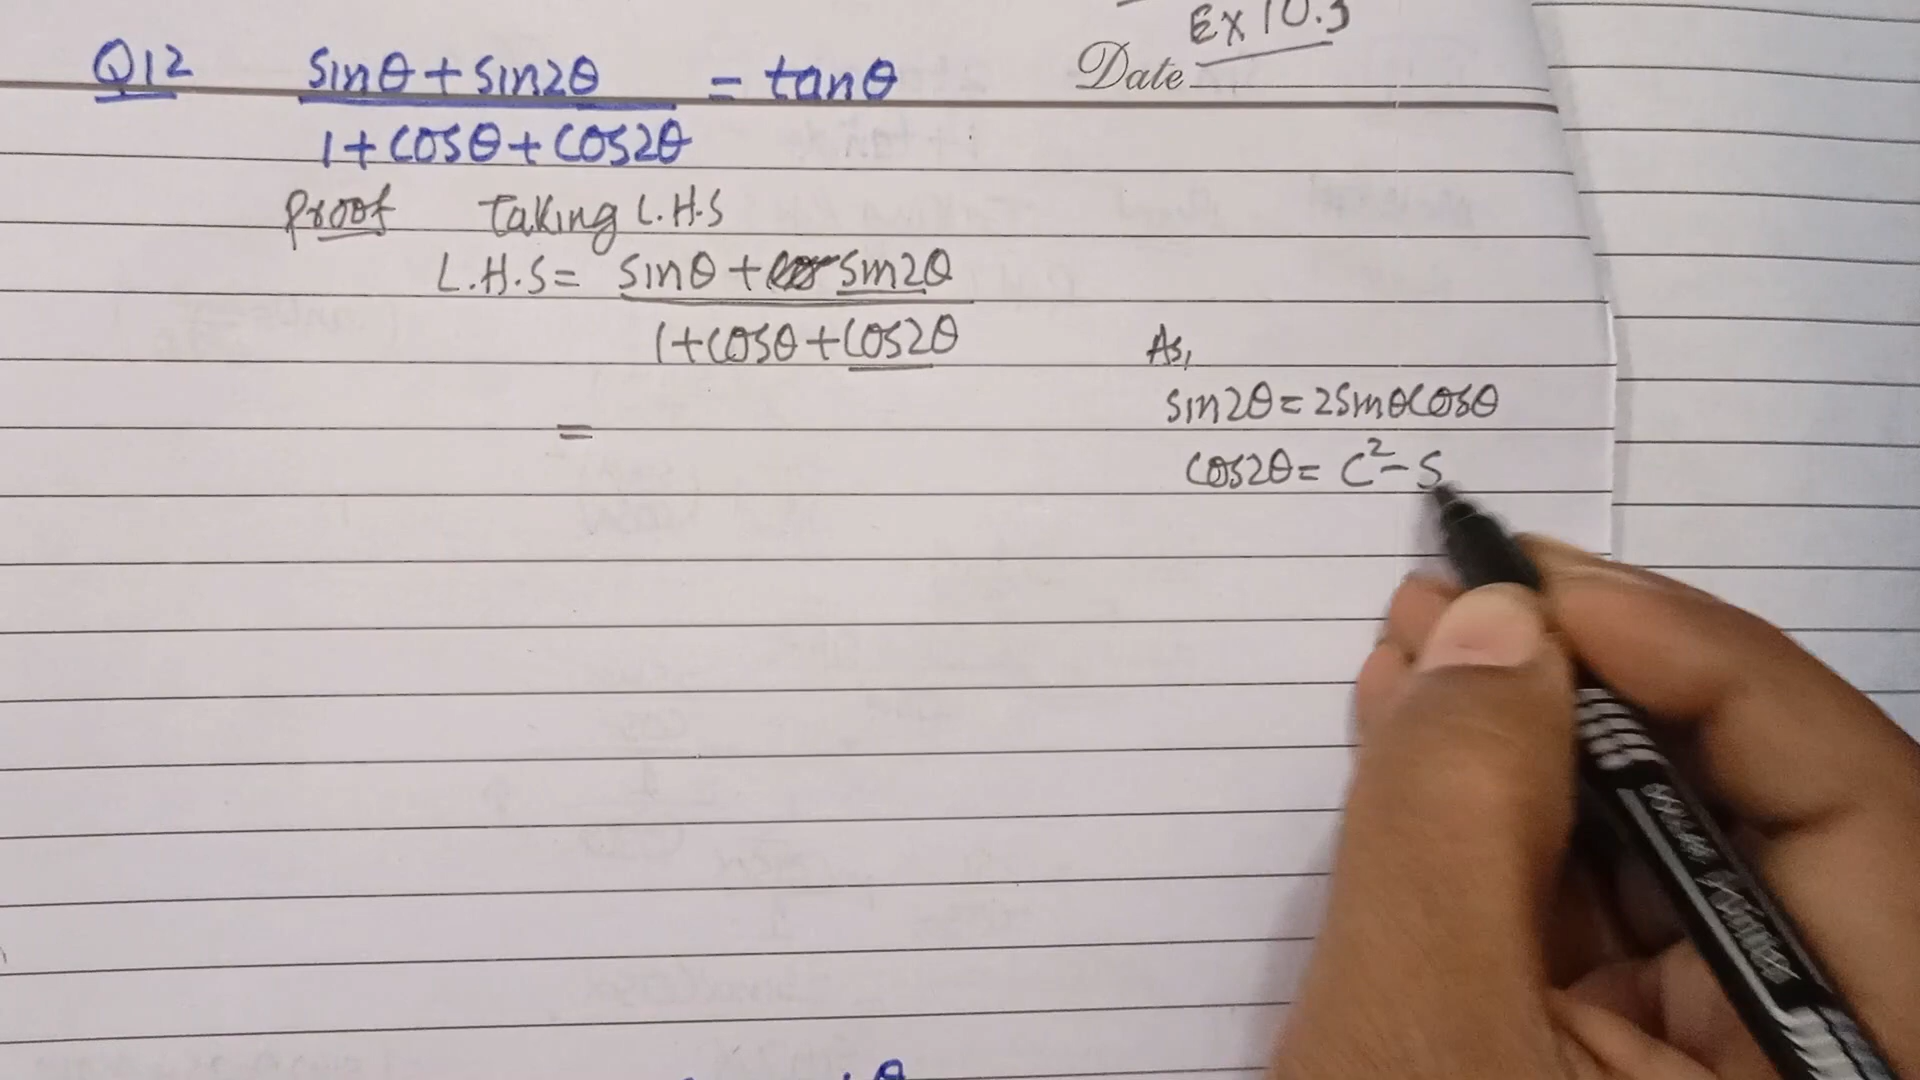 Ex 10.3
Date
Q12 sinθ + sin2θ = tanθ
1 + cosθ + cos2θ
Proof Taking L.H.S
L.H.S = sinθ + sin2θ
1 + cosθ + cos2θ
As,
sin2θ = 2sinθcosθ
=
cos2θ = c² - s
θ